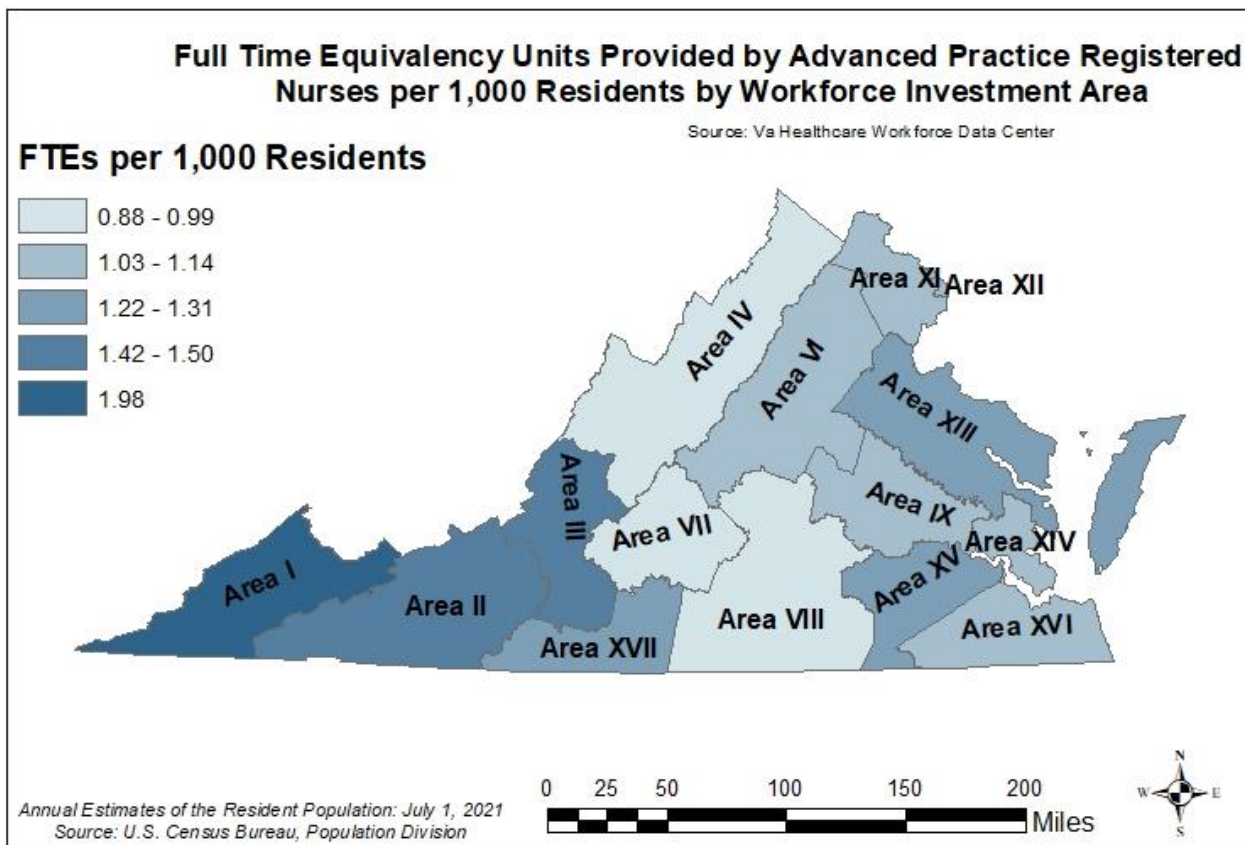 Full Time Equivalency Units Provided by Advanced Practice Registered
Nurses per 1,000 Residents by Workforce Investment Area
Source: Va Healthcare Workforce Data Center
FTEs per 1,000 Residents
0.88 - 0.99
1.03 - 1.14
1.22 - 1.31
1.42 - 1.50
1.98
Area XI
Area XII
Area IV
Area VI
Area XIII
Area III
Area VII
Area IX
Area XIV
Area I
Area II
Area XV
Area XVII
Area VIII
Area XVI
Annual Estimates of the Resident Population: July 1, 2021
Source: U.S. Census Bureau, Population Division
0 25 50 100 150 200
Miles
N
W E
S